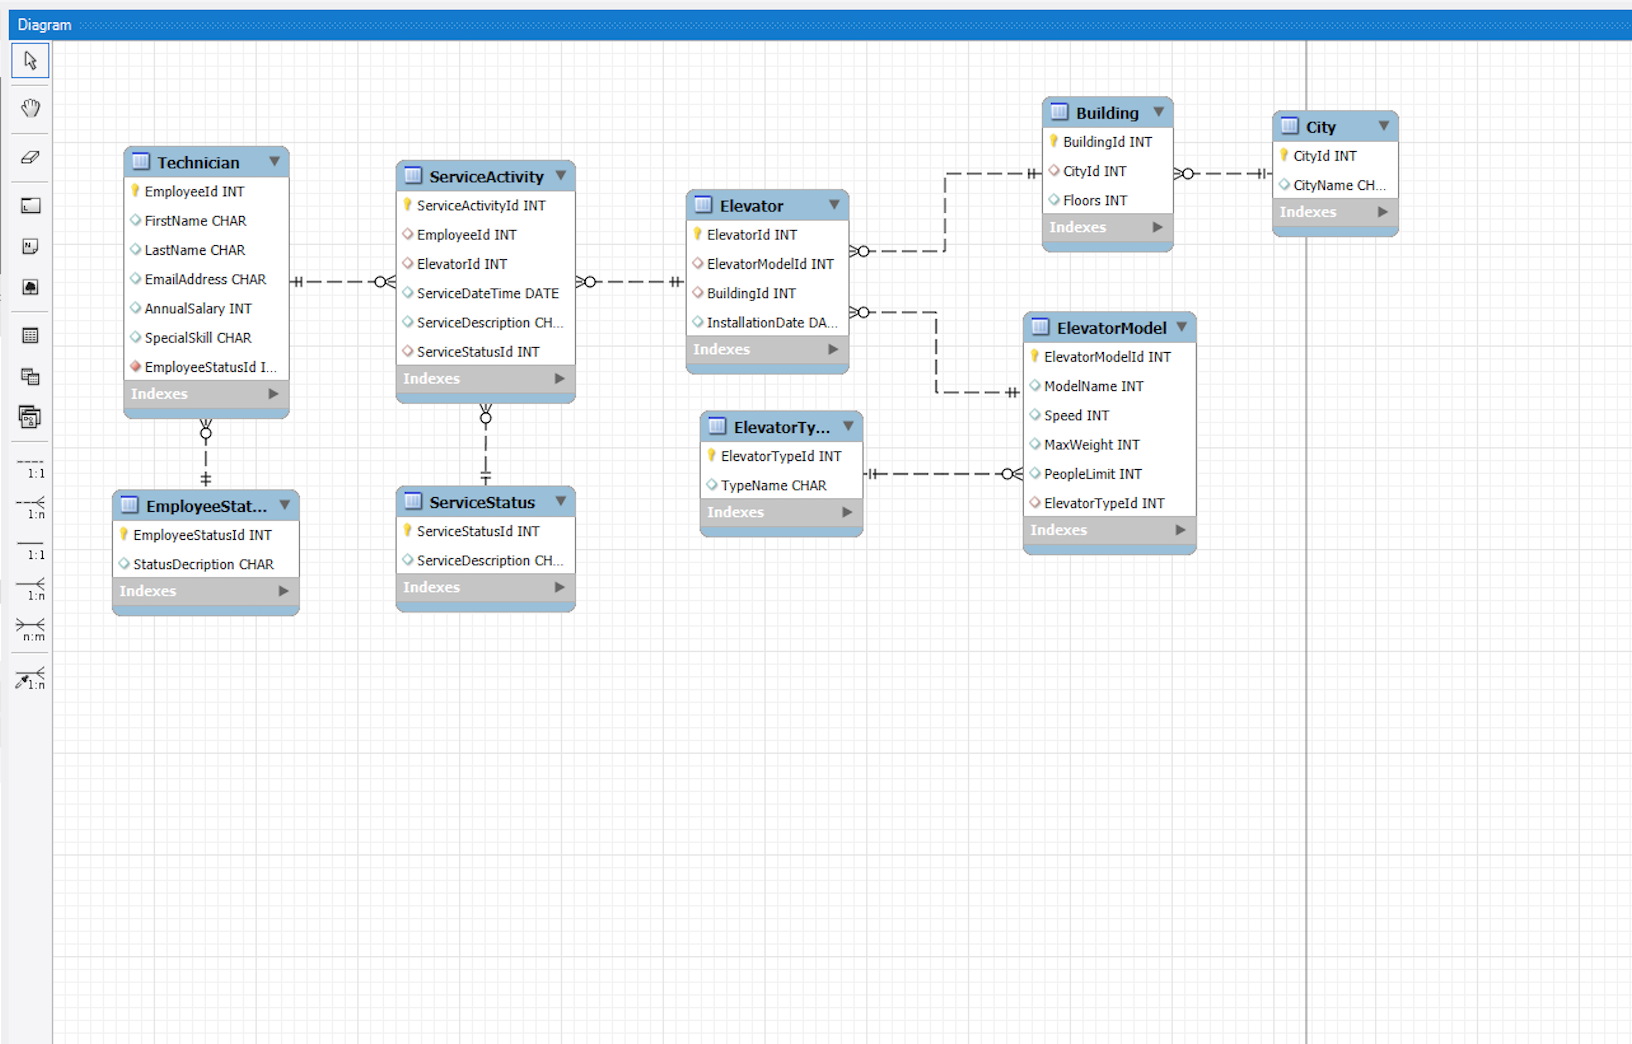 Diagram
Technician
EmployeeId INT
FirstName CHAR
LastName CHAR
EmailAddress CHAR
AnnualSalary INT
SpecialSkill CHAR
EmployeeStatusId I...
Indexes
EmployeeStat...
EmployeeStatusId INT
StatusDecription CHAR
Indexes
ServiceActivity
ServiceActivityId INT
EmployeeId INT
ElevatorId INT
ServiceDateTime DATE
ServiceDescription CH...
ServiceStatusId INT
Indexes
ServiceStatus
ServiceStatusId INT
ServiceDescription CH...
Indexes
Elevator
ElevatorId INT
ElevatorModelId INT
BuildingId INT
InstallationDate DA...
Indexes
ElevatorTy...
ElevatorTypeId INT
TypeName CHAR
Indexes
Building
BuildingId INT
CityId INT
Floors INT
Indexes
City
CityId INT
CityName CH...
Indexes
ElevatorModel
ElevatorModelId INT
ModelName INT
Speed INT
MaxWeight INT
PeopleLimit INT
ElevatorTypeId INT
Indexes
1:1
1:n
1:1
1:n
n:m
1:n